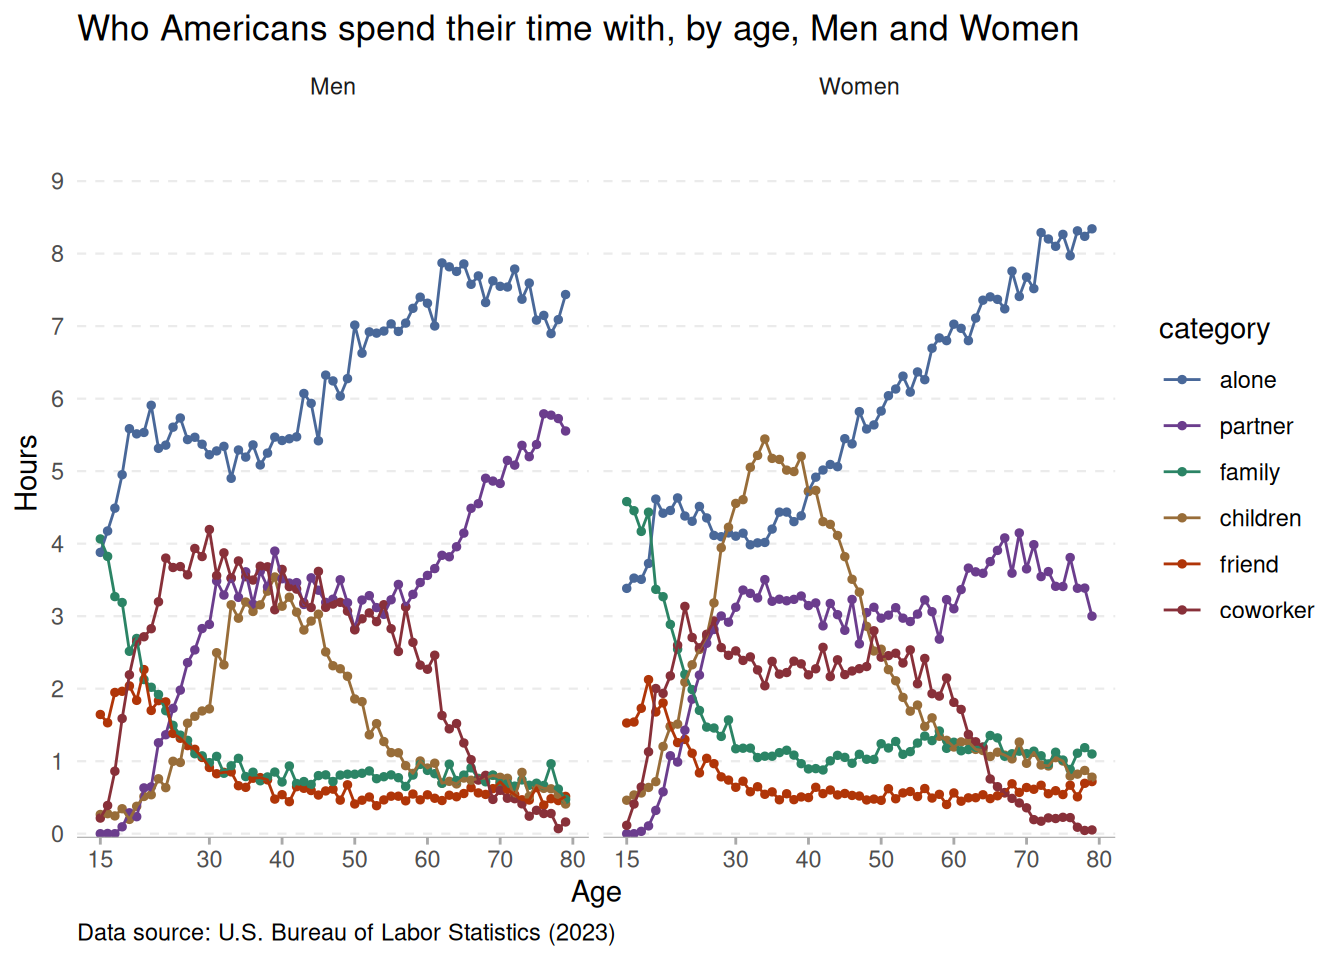 Who Americans spend their time with, by age, Men and Women
Men
Women
9
8
7
6
5
4
3
2
1
0
Hours
15 30 40 50 60 70 80
15 30 40 50 60 70 80
Age
category
alone
partner
family
children
friend
coworker
Data source: U.S. Bureau of Labor Statistics (2023)